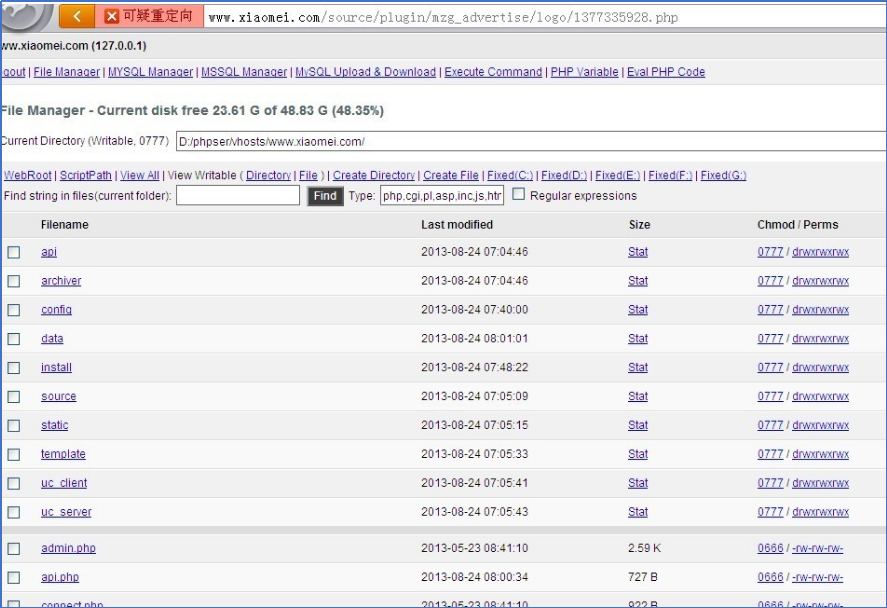 可疑重定向 www.xiaomei.com/source/plugin/mzg_advertise/logo/1377335928.php
ww.xiaomei.com (127.0.0.1)
gout | File Manager | MYSQL Manager | MSSQL Manager | MySQL Upload & Download | Execute Command | PHP Variable | Eval PHP Code
File Manager - Current disk free 23.61 G of 48.83 G (48.35%)
Current Directory (Writable, 0777) D:/phpser/vhosts/www.xiaomei.com/
WebRoot | ScriptPath | View All | View Writable ( Directory | File ) | Create Directory | Create File | Fixed(C:) | Fixed(D:) | Fixed(E:) | Fixed(F:) | Fixed(G:)
Find string in files(current folder): Find Type: php,cgi,pl,asp,inc,js,htr Regular expressions
Filename Last modified Size Chmod / Perms
api 2013-08-24 07:04:46 Stat 0777 / drwxrwxrwx
archiver 2013-08-24 07:04:46 Stat 0777 / drwxrwxrwx
config 2013-08-24 07:40:00 Stat 0777 / drwxrwxrwx
data 2013-08-24 08:01:01 Stat 0777 / drwxrwxrwx
install 2013-08-24 07:48:22 Stat 0777 / drwxrwxrwx
source 2013-08-24 07:05:09 Stat 0777 / drwxrwxrwx
static 2013-08-24 07:05:15 Stat 0777 / drwxrwxrwx
template 2013-08-24 07:05:33 Stat 0777 / drwxrwxrwx
uc_client 2013-08-24 07:05:41 Stat 0777 / drwxrwxrwx
uc_server 2013-08-24 07:05:43 Stat 0777 / drwxrwxrwx
admin.php 2013-05-23 08:41:10 2.59 K 0666 / -rw-rw-rw-
api.php 2013-08-24 08:00:34 727 B 0666 / -rw-rw-rw-
connect.php 2013-05-23 08:41:10 922 B 0666 / -rw-rw-rw-